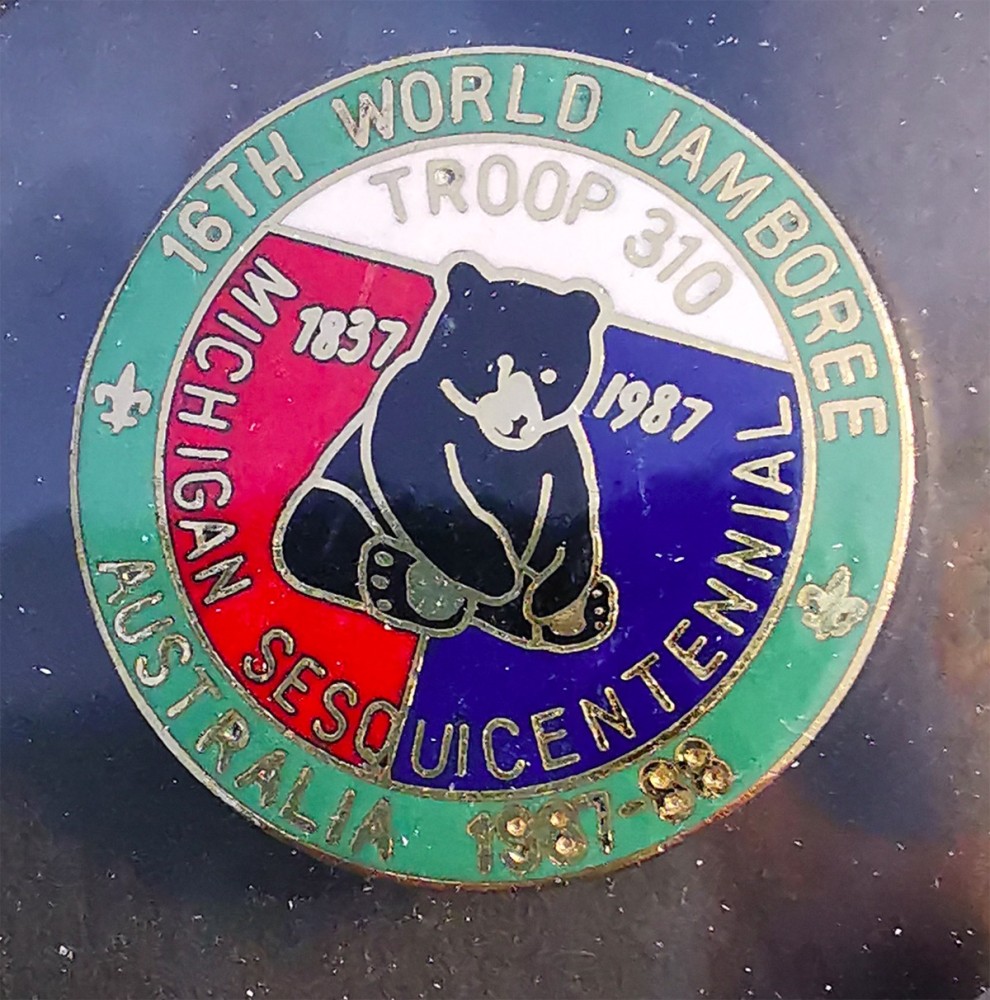 16TH WORLD JAMBOREE
TROOP 310
1837
1987
MICHIGAN SESQUICENTENNIAL
AUSTRALIA 1987-88